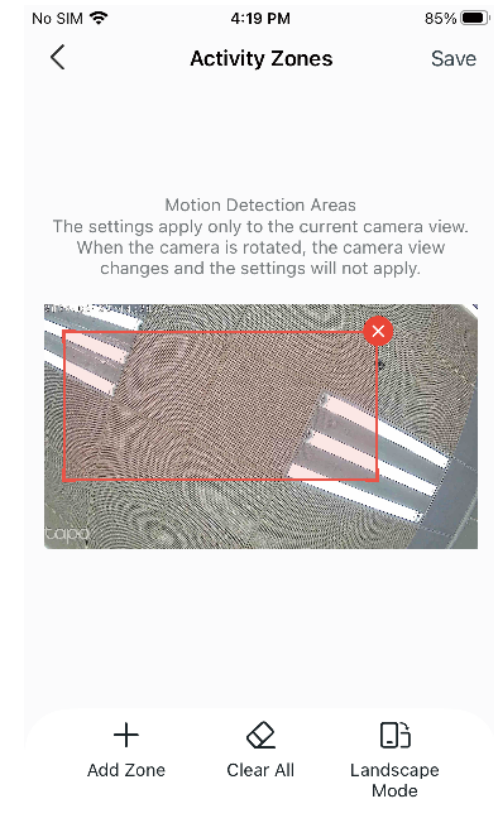 No SIM 4:19 PM 85%
Activity Zones Save
Motion Detection Areas
The settings apply only to the current camera view.
When the camera is rotated, the camera view
changes and the settings will not apply.
tapo
Add Zone Clear All Landscape
Mode